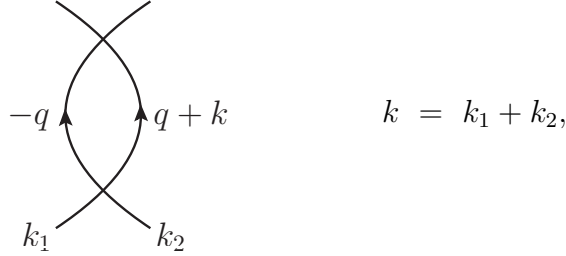 −q q + k k = k₁ + k₂,
k₁ k₂